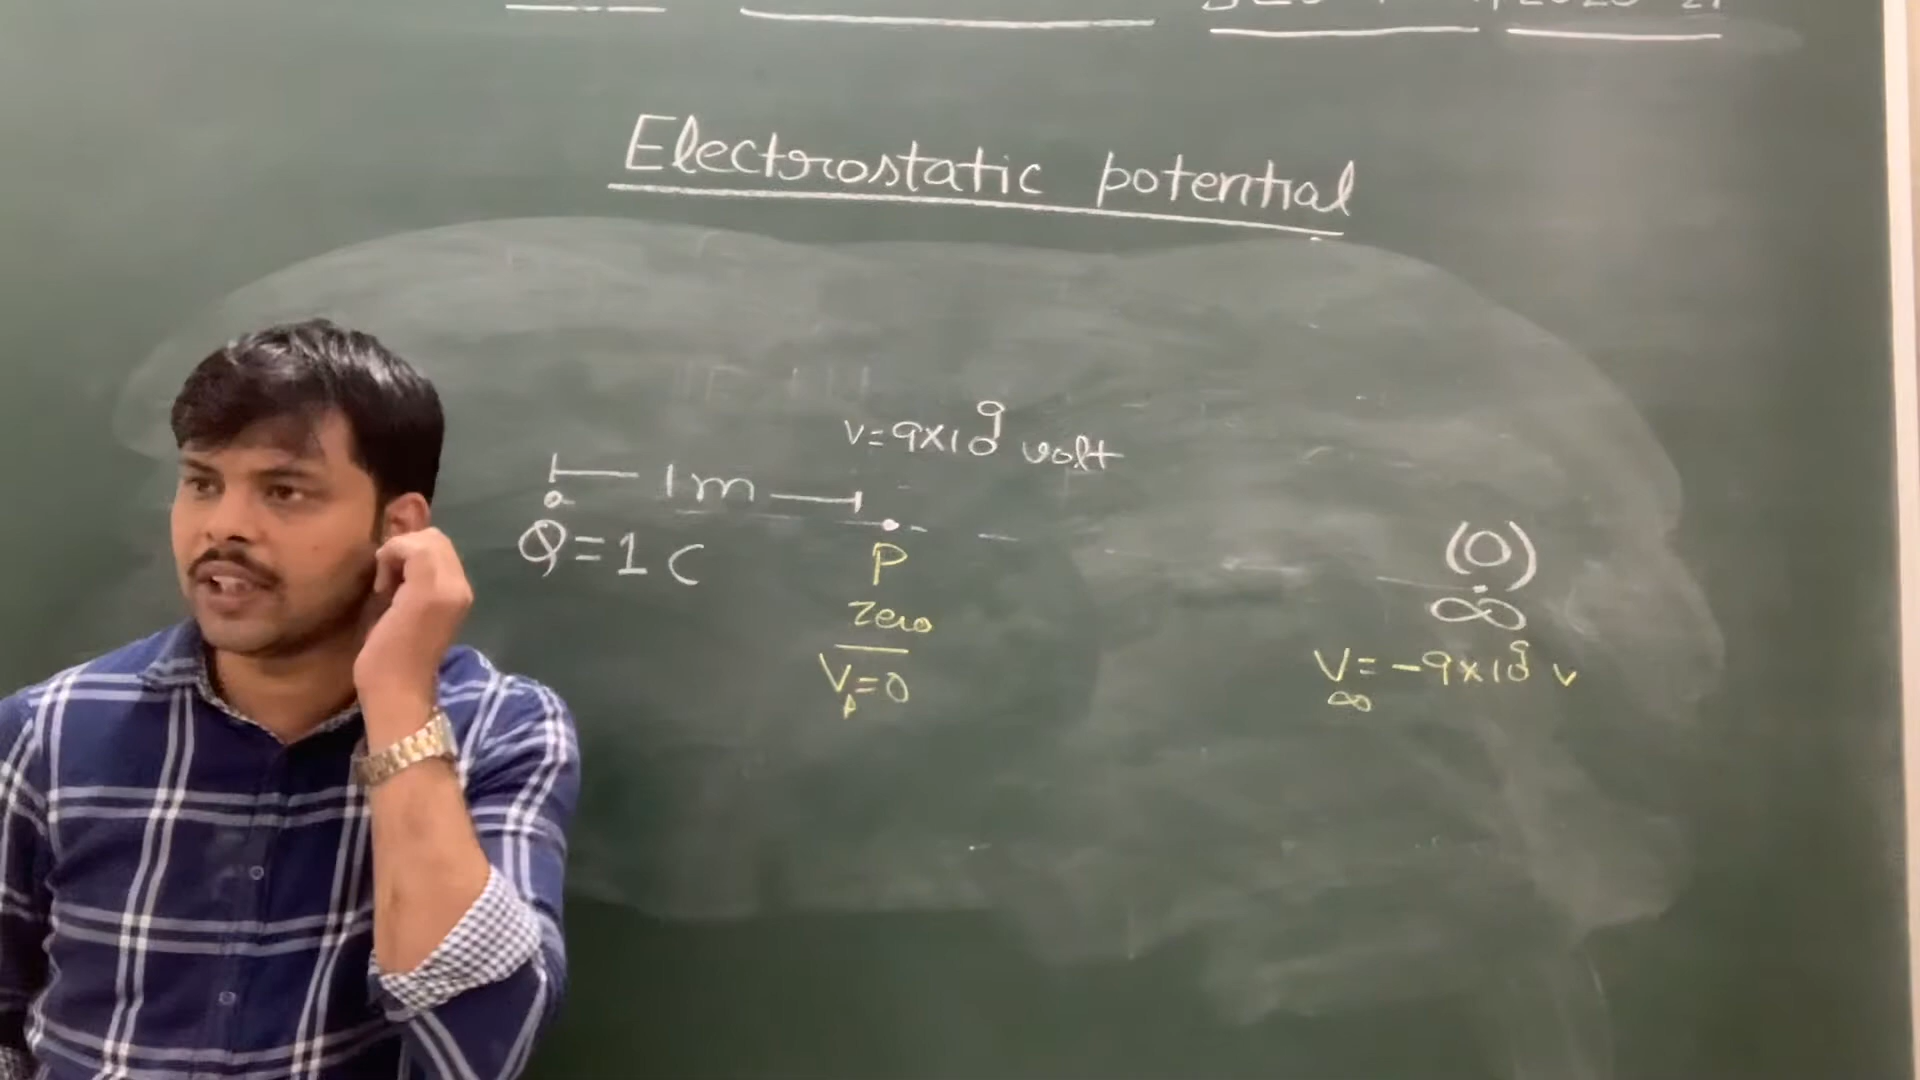 Electrostatic potential
V=9×10⁹ volt
1m
Q=1 C
P
(0)
∞
zero
Vₚ=0
V∞=-9×10⁹ v